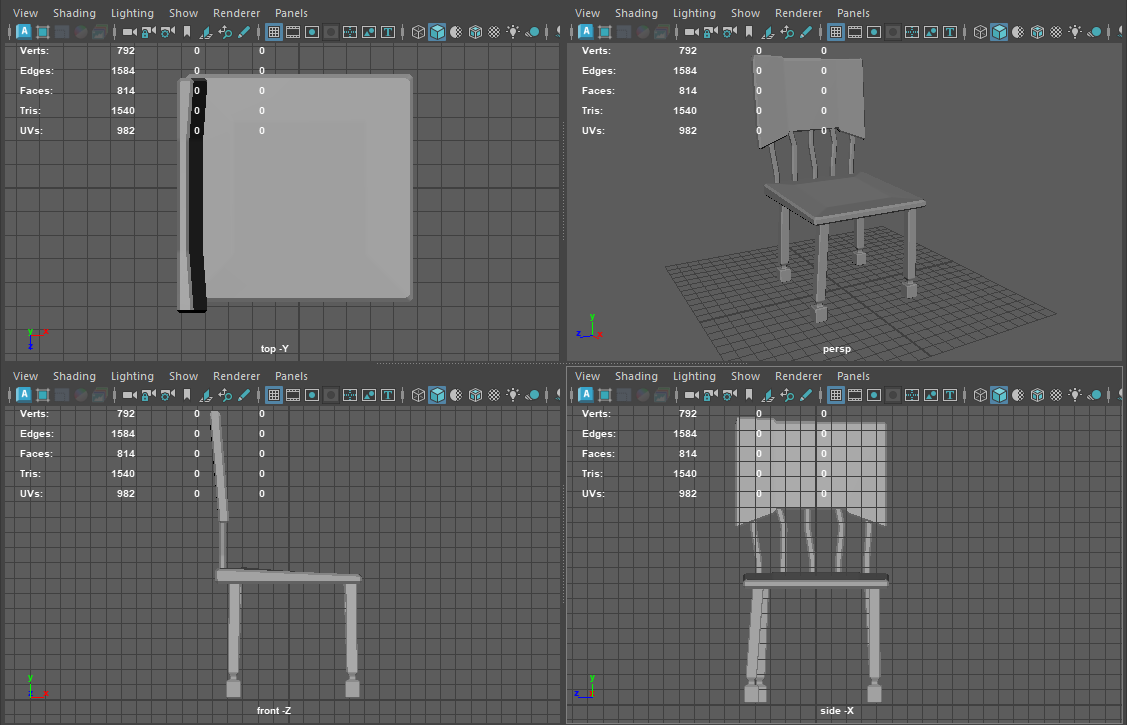 View Shading Lighting Show Renderer Panels
A T
Verts: 792 0 0
Edges: 1584 0 0
Faces: 814 0 0
Tris: 1540 0 0
UVs: 982 0 0
y x
z
top -Y
View Shading Lighting Show Renderer Panels
A T
Verts: 792 0 0
Edges: 1584 0 0
Faces: 814 0 0
Tris: 1540 0 0
UVs: 982 0 0
y
z x
persp
View Shading Lighting Show Renderer Panels
A T
Verts: 792 0 0
Edges: 1584 0 0
Faces: 814 0 0
Tris: 1540 0 0
UVs: 982 0 0
y
x
front -Z
View Shading Lighting Show Renderer Panels
A T
Verts: 792 0 0
Edges: 1584 0 0
Faces: 814 0 0
Tris: 1540 0 0
UVs: 982 0 0
y
z
side -X